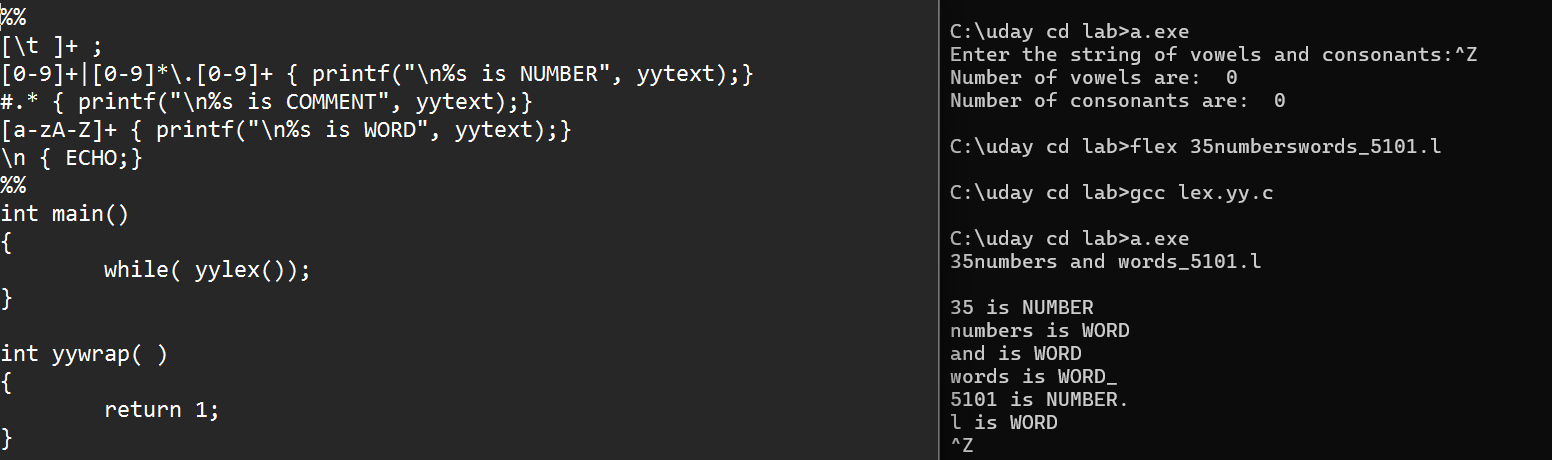 %%
[\t ]+ ;
[0-9]+|[0-9]*\.[0-9]+ { printf("\n%s is NUMBER", yytext);}
#.* { printf("\n%s is COMMENT", yytext);}
[a-zA-Z]+ { printf("\n%s is WORD", yytext);}
\n { ECHO;}
%%
int main()
{
        while( yylex());
}

int yywrap( )
{
        return 1;
}

C:\uday cd lab>a.exe
Enter the string of vowels and consonants:^Z
Number of vowels are:  0
Number of consonants are:  0

C:\uday cd lab>flex 35numberswords_5101.l

C:\uday cd lab>gcc lex.yy.c

C:\uday cd lab>a.exe
35numbers and words_5101.l

35 is NUMBER
numbers is WORD
and is WORD
words is WORD_
5101 is NUMBER.
l is WORD
^Z